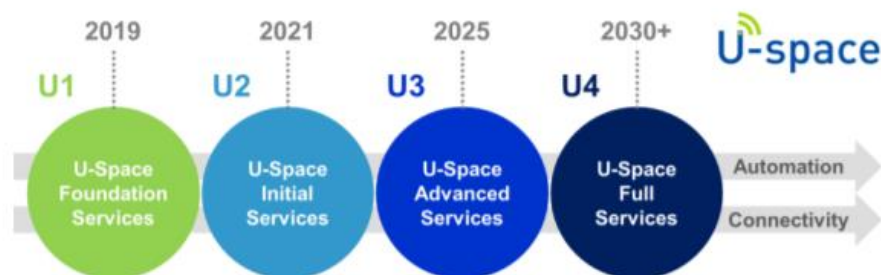 2019
2021
2025
2030+
U-space
U1
U2
U3
U4
U-Space
Foundation
Services
U-Space
Initial
Services
U-Space
Advanced
Services
U-Space
Full
Services
Automation
Connectivity